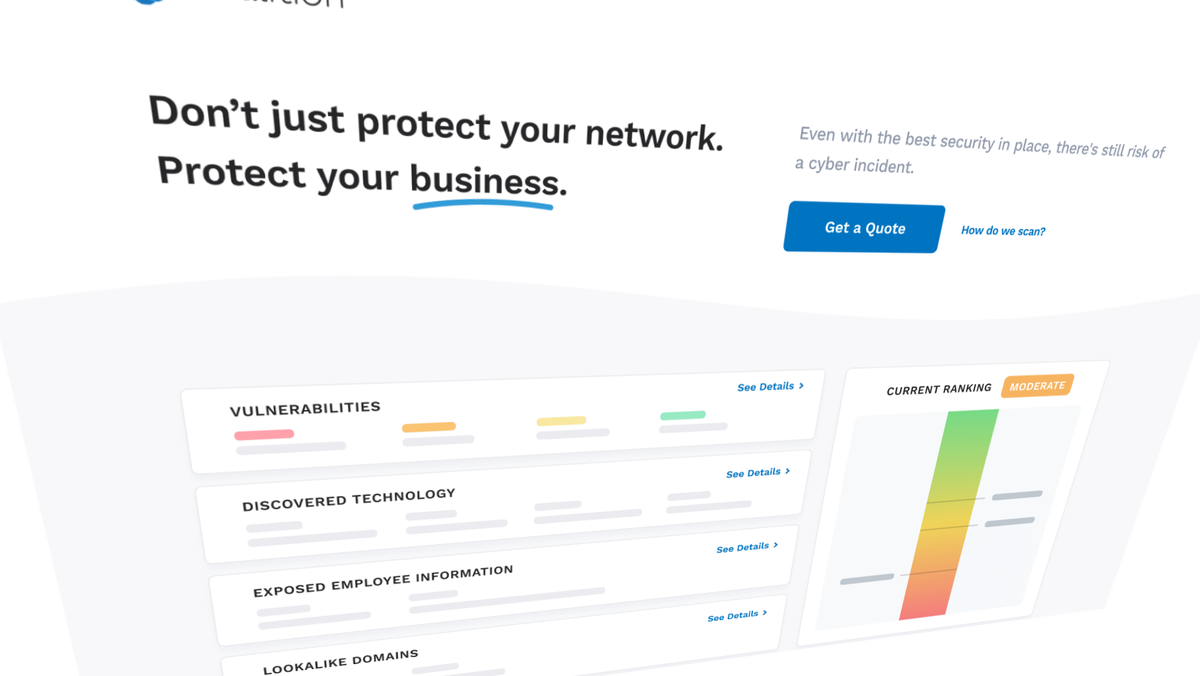 Don't just protect your network.
Protect your business.
Even with the best security in place, there's still risk of
a cyber incident.
Get a Quote
How do we scan?
VULNERABILITIES
See Details
DISCOVERED TECHNOLOGY
See Details
EXPOSED EMPLOYEE INFORMATION
See Details
LOOKALIKE DOMAINS
See Details
CURRENT RANKING
MODERATE